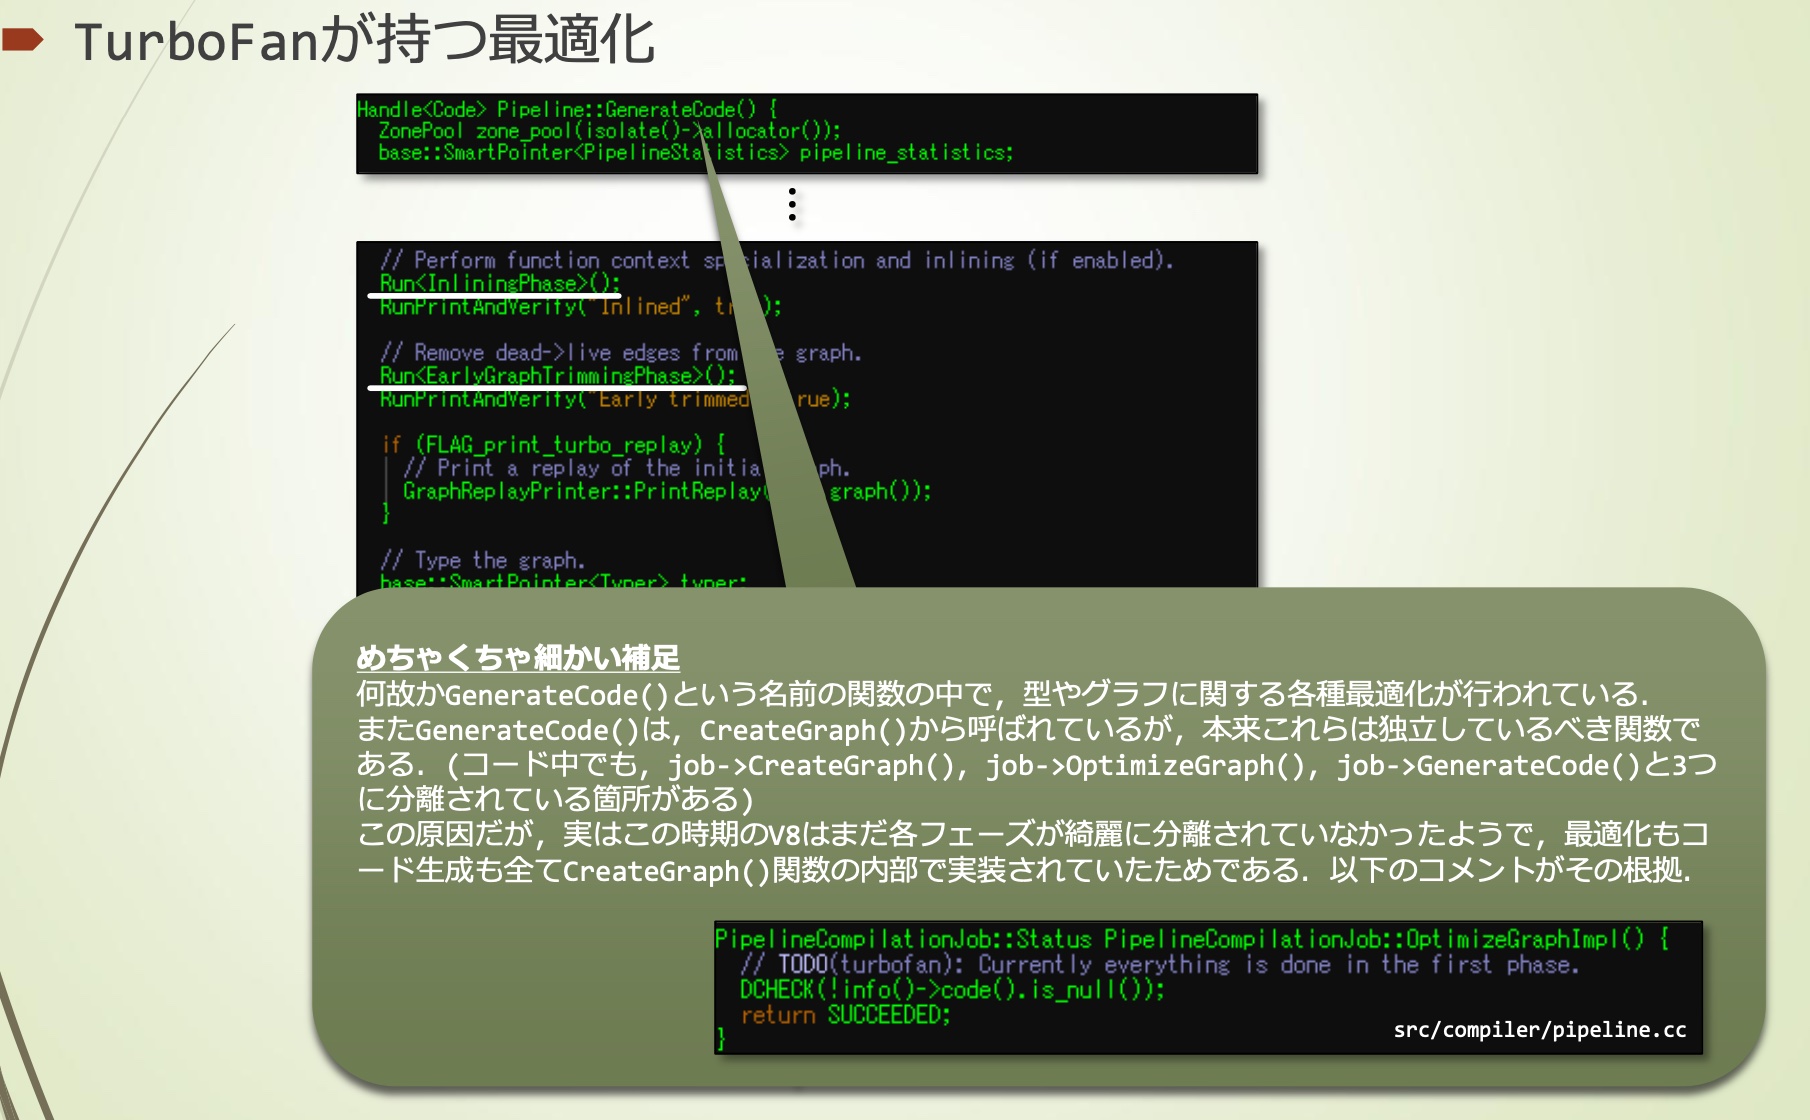 TurboFanが持つ最適化
Handle<Code> Pipeline::GenerateCode() {
ZonePool zone_pool(isolate()->allocator());
base::SmartPointer<PipelineStatistics> pipeline_statistics;
// Perform function context specialization and inlining (if enabled).
Run<InliningPhase>();
RunPrintAndVerify("Inlined", tr );
// Remove dead->live edges from e graph.
Run<EarlyGraphTrimmingPhase>();
RunPrintAndVerify("Early trimmed rue);
if (FLAG_print_turbo_replay) {
// Print a replay of the initia ph.
GraphReplayPrinter::PrintReplay( graph());
}
// Type the graph.
base::SmartPointer<Typer> typer;
めちゃくちゃ細かい補足
何故かGenerateCode()という名前の関数の中で, 型やグラフに関する各種最適化が行われている.
またGenerateCode()は, CreateGraph()から呼ばれているが, 本来これらは独立しているべき関数で
ある. (コード中でも, job->CreateGraph(), job->OptimizeGraph(), job->GenerateCode()と3つ
に分離されている箇所がある)
この原因だが, 実はこの時期のV8はまだ各フェーズが綺麗に分離されていなかったようで, 最適化もコ
ード生成も全てCreateGraph()関数の内部で実装されていたためである. 以下のコメントがその根拠.
PipelineCompilationJob::Status PipelineCompilationJob::OptimizeGraphImpl() {
// TODO(turbofan): Currently everything is done in the first phase.
DCHECK(!info()->code().is_null());
return SUCCEEDED;
}
src/compiler/pipeline.cc